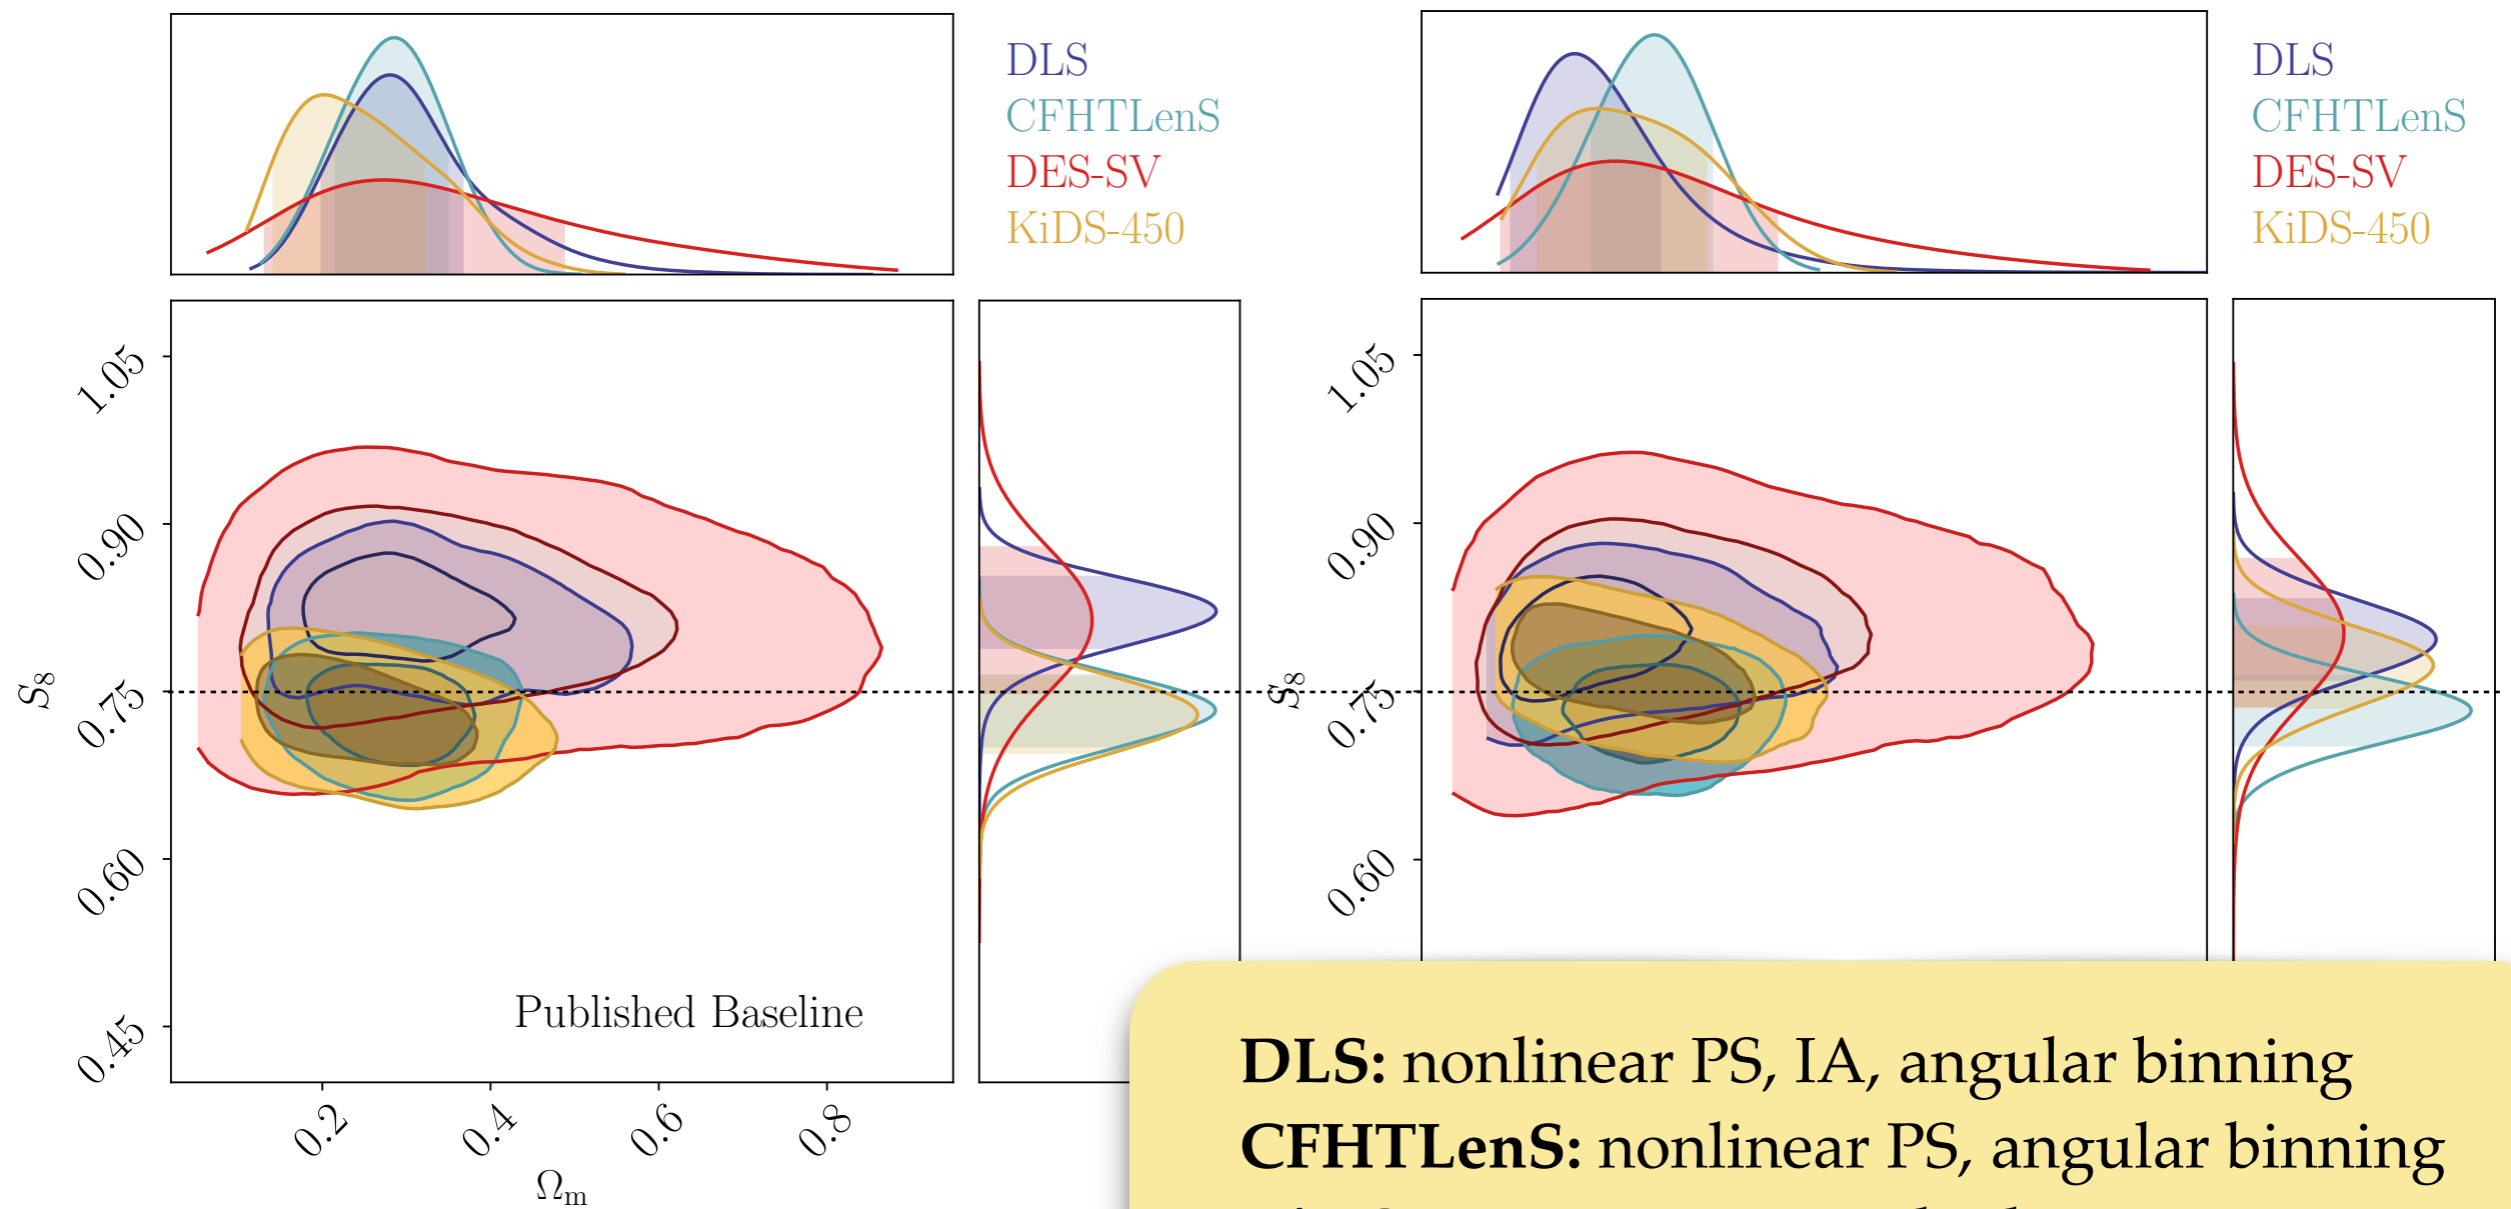 DLS
CFHTLenS
DES-SV
KiDS-450
DLS
CFHTLenS
DES-SV
KiDS-450
1.05
0.90
0.75
0.60
0.45
S8
Published Baseline
0.2
0.4
0.6
0.8
Ωm
1.05
0.90
0.75
0.60
S8
DLS: nonlinear PS, IA, angular binning
CFHTLenS: nonlinear PS, angular binning